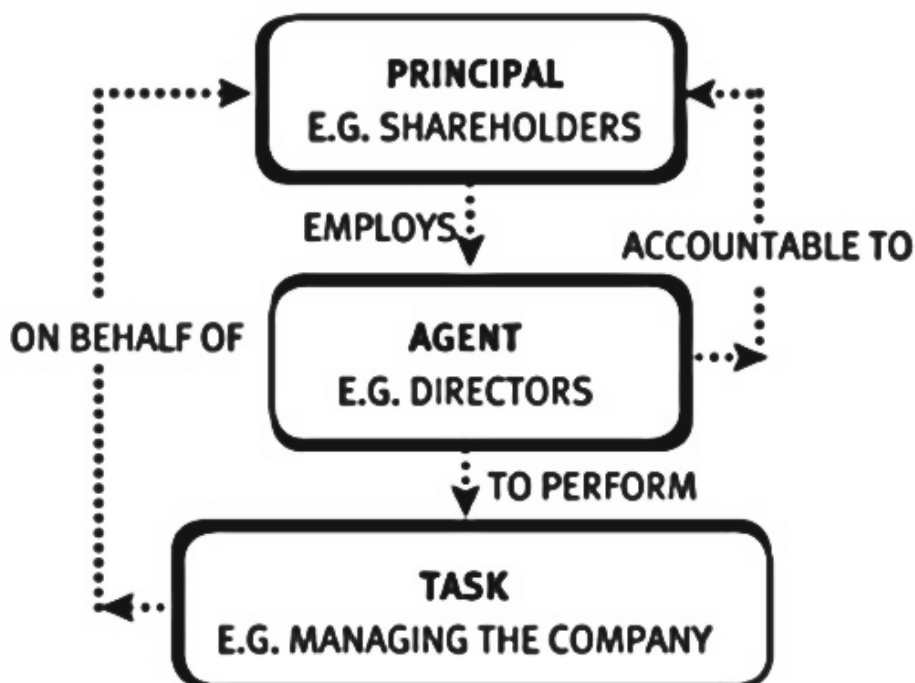 PRINCIPAL
E.G. SHAREHOLDERS
EMPLOYS
ACCOUNTABLE TO
ON BEHALF OF
AGENT
E.G. DIRECTORS
TO PERFORM
TASK
E.G. MANAGING THE COMPANY